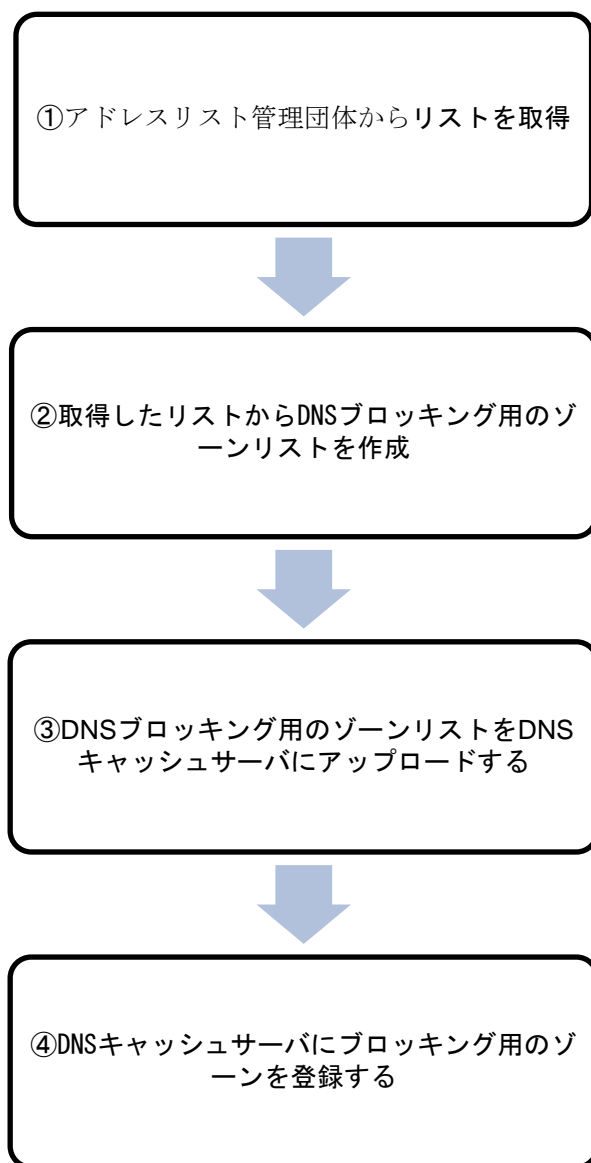 ①アドレスリスト管理団体からリストを取得
②取得したリストからDNSブロッキング用のゾ
ーンリストを作成
③DNSブロッキング用のゾーンリストをDNS
キャッシュサーバにアップロードする
④DNSキャッシュサーバにブロッキング用のゾ
ーンを登録する